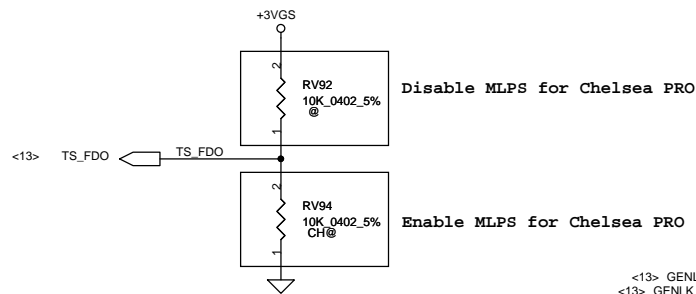 +3VGS
2
RV92
10K_0402_5%
@
1
Disable MLPS for Chelsea PRO
<13> TS_FDO TS_FDO
2
RV94
10K_0402_5%
CH@
1
Enable MLPS for Chelsea PRO
<13>
<13> GENLK